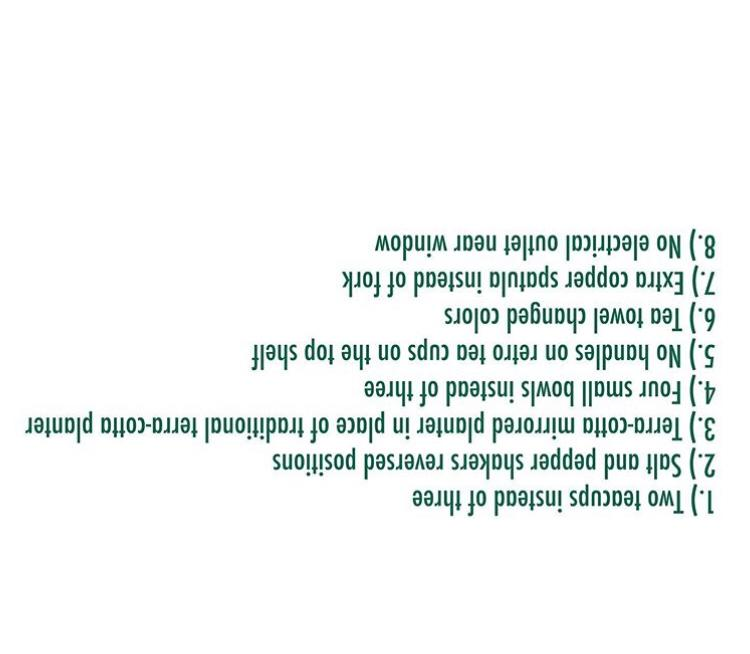 1.) Two teacups instead of three
2.) Salt and pepper shakers reversed positions
3.) Terra-cotta mirrored planter in place of traditional terra-cotta planter
4.) Four small bowls instead of three
5.) No handles on retro tea cups on the top shelf
6.) Tea towel changed colors
7.) Extra copper spatula instead of fork
8.) No electrical outlet near window